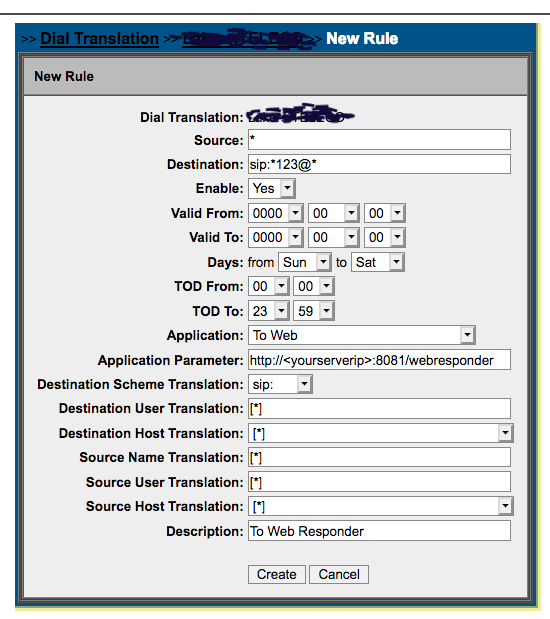 >> Dial Translation >> >> New Rule
New Rule
Dial Translation:
Source: *
Destination: sip:*123@*
Enable: Yes
Valid From: 0000 00 00
Valid To: 0000 00 00
Days: from Sun to Sat
TOD From: 00 00
TOD To: 23 59
Application: To Web
Application Parameter: http://<yourserverip>:8081/webresponder
Destination Scheme Translation: sip:
Destination User Translation: [*]
Destination Host Translation: [*]
Source Name Translation: [*]
Source User Translation: [*]
Source Host Translation: [*]
Description: To Web Responder
Create Cancel